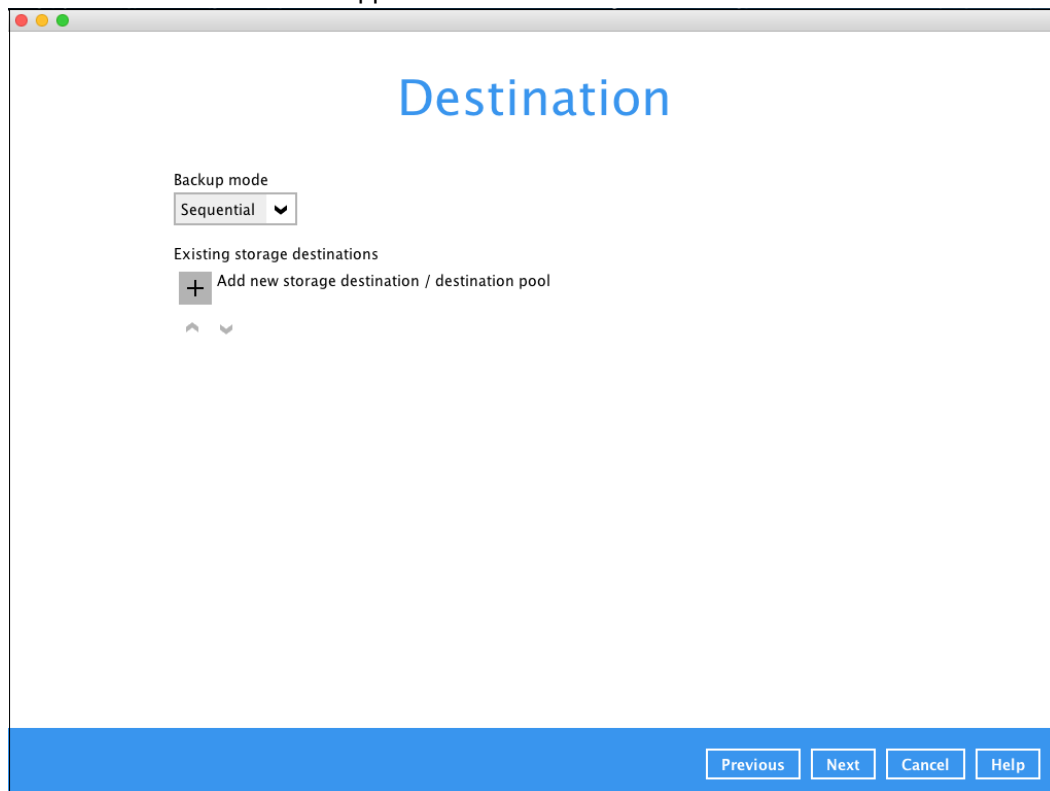 Destination
Backup mode
Sequential
Existing storage destinations
Add new storage destination / destination pool
Previous Next Cancel Help